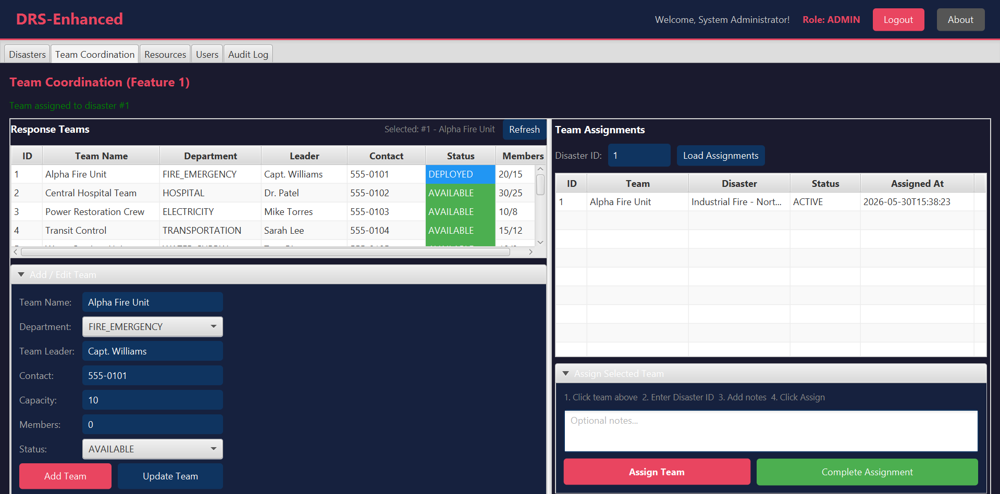 DRS-Enhanced
Welcome, System Administrator!
Role: ADMIN
Logout
About
Disasters
Team Coordination
Resources
Users
Audit Log
Team Coordination (Feature 1)
Team assigned to disaster #1
Response Teams
Selected: #1 - Alpha Fire Unit
Refresh
ID Team Name Department Leader Contact Status Members
1 Alpha Fire Unit FIRE_EMERGENCY Capt. Williams 555-0101 DEPLOYED 20/15
2 Central Hospital Team HOSPITAL Dr. Patel 555-0102 AVAILABLE 30/25
3 Power Restoration Crew ELECTRICITY Mike Torres 555-0103 AVAILABLE 10/8
4 Transit Control TRANSPORTATION Sarah Lee 555-0104 AVAILABLE 15/12
Add / Edit Team
Team Name: Alpha Fire Unit
Department: FIRE_EMERGENCY
Team Leader: Capt. Williams
Contact: 555-0101
Capacity: 10
Members: 0
Status: AVAILABLE
Add Team
Update Team
Team Assignments
Disaster ID: 1
Load Assignments
ID Team Disaster Status Assigned At
1 Alpha Fire Unit Industrial Fire - Nort... ACTIVE 2026-05-30T15:38:23
Assign Selected Team
1. Click team above 2. Enter Disaster ID 3. Add notes 4. Click Assign
Optional notes...
Assign Team
Complete Assignment